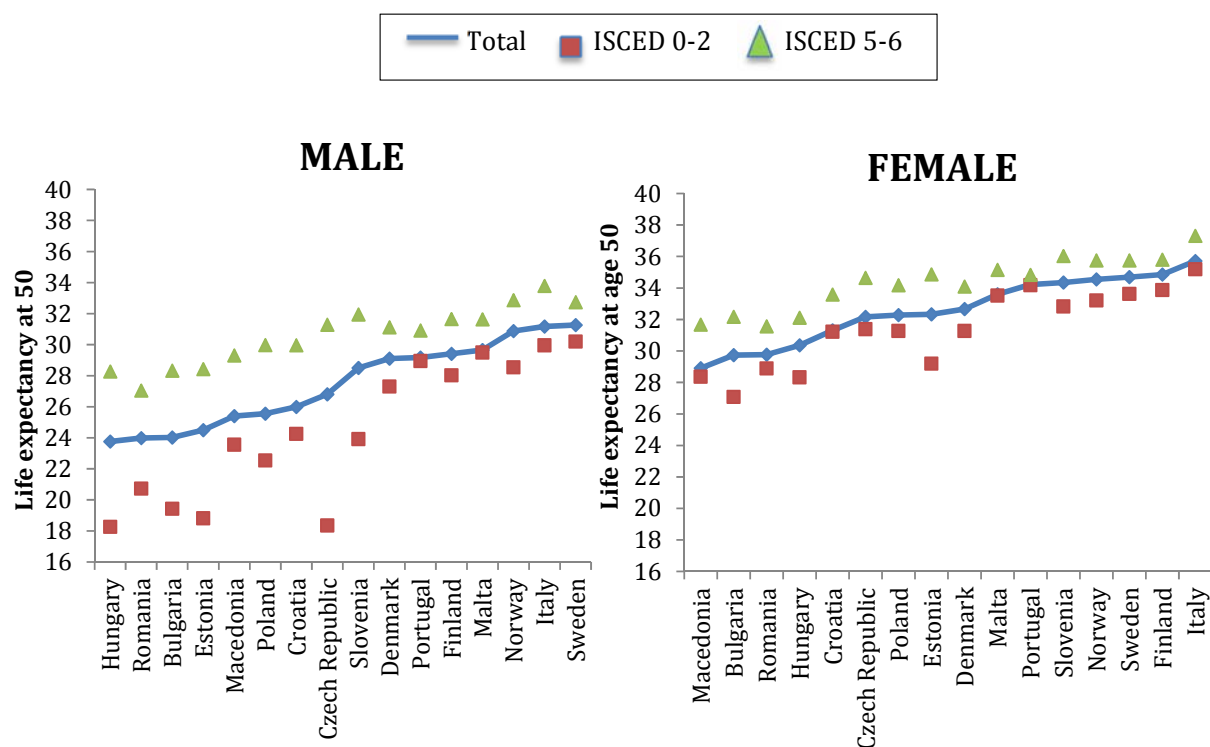 Total ISCED 0-2 ISCED 5-6
MALE
Life expectancy at 50
40
38
36
34
32
30
28
26
24
22
20
18
16
Hungary
Romania
Bulgaria
Estonia
Macedonia
Poland
Croatia
Czech Republic
Slovenia
Denmark
Portugal
Finland
Malta
Norway
Italy
Sweden
FEMALE
Life expectancy at age 50
40
38
36
34
32
30
28
26
24
22
20
18
16
Macedonia
Bulgaria
Romania
Hungary
Croatia
Czech Republic
Poland
Estonia
Denmark
Malta
Portugal
Slovenia
Norway
Sweden
Finland
Italy